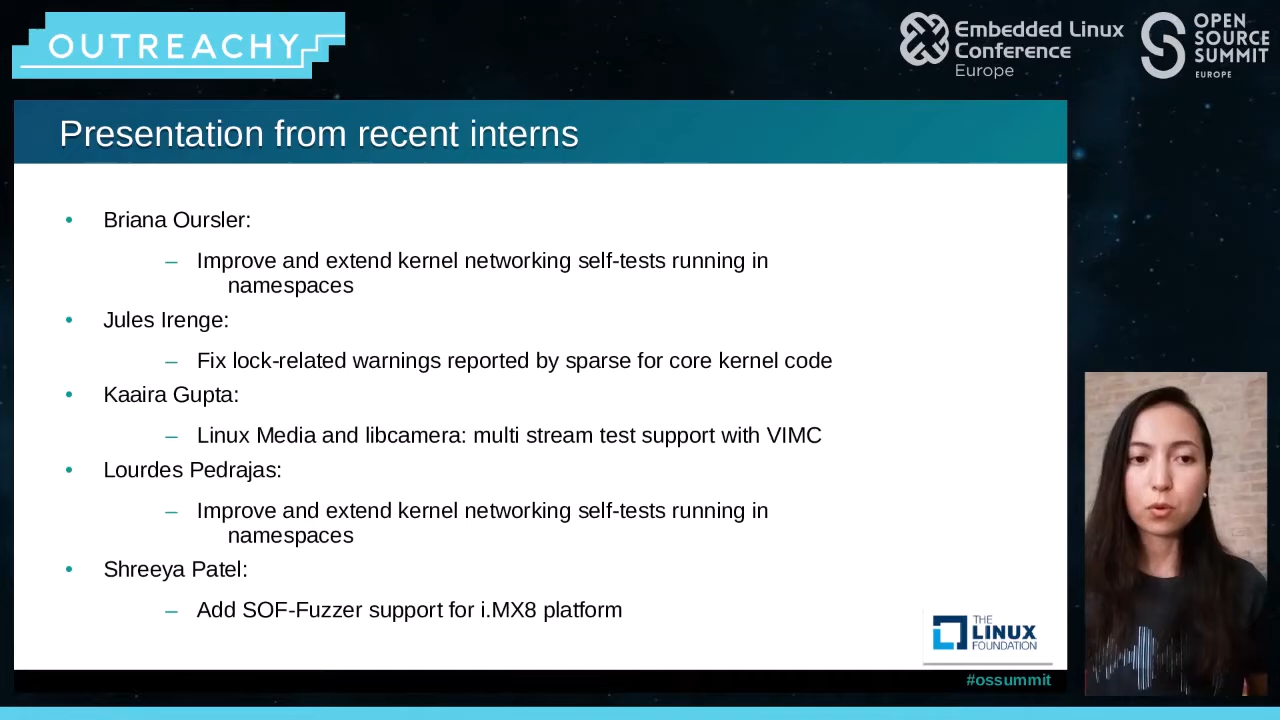 OUTREACHY
Embedded Linux
Conference
Europe
OPEN
SOURCE
SUMMIT
EUROPE
Presentation from recent interns
• Briana Oursler:
– Improve and extend kernel networking self-tests running in
namespaces
• Jules Irenge:
– Fix lock-related warnings reported by sparse for core kernel code
• Kaaira Gupta:
– Linux Media and libcamera: multi stream test support with VIMC
• Lourdes Pedrajas:
– Improve and extend kernel networking self-tests running in
namespaces
• Shreeya Patel:
– Add SOF-Fuzzer support for i.MX8 platform
THE
LINUX
FOUNDATION
#ossummit